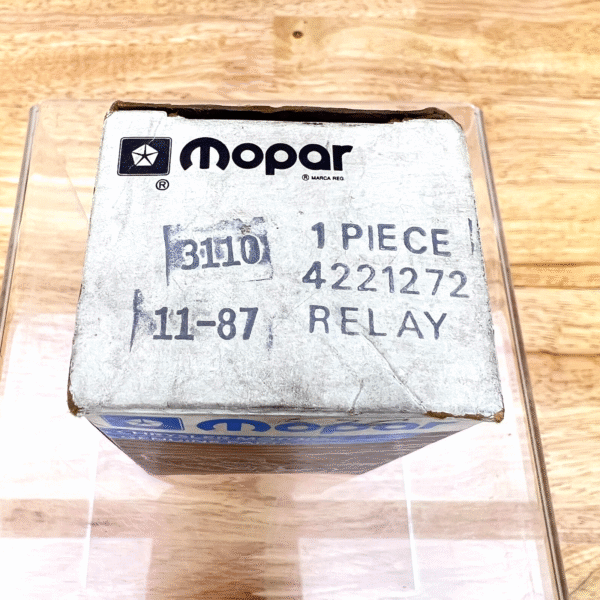 mopar
®
® MARCA REG.
3110
1 PIECE
4221272
11-87
RELAY
mopar